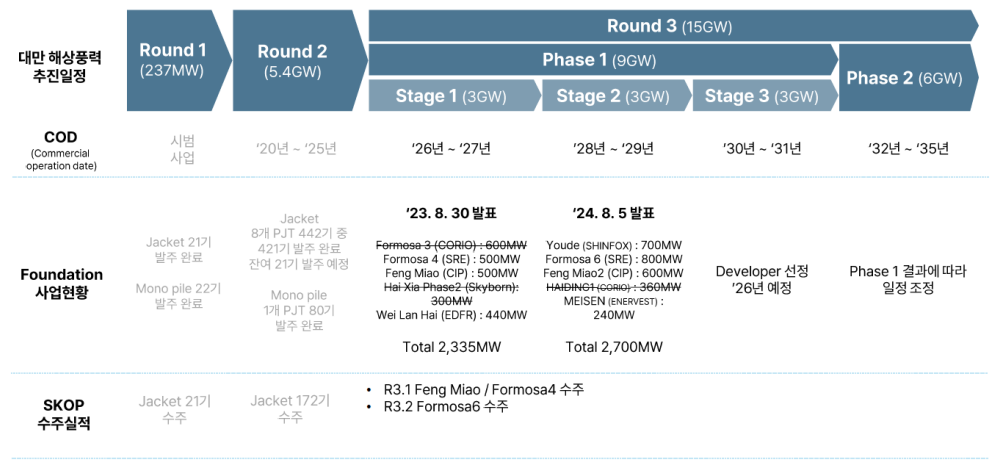 대만 해상풍력
추진일정
Round 1
(237MW)
Round 2
(5.4GW)
Round 3 (15GW)
Phase 1 (9GW)
Stage 1 (3GW)
Stage 2 (3GW)
Stage 3 (3GW)
Phase 2 (6GW)
COD
(Commercial
operation date)
시범
사업
‘20년 ~ ‘25년
‘26년 ~ ‘27년
‘28년 ~ ‘29년
‘30년 ~ ‘31년
‘32년 ~ ‘35년
Foundation
사업현황
Jacket 21기
발주 완료
Mono pile 22기
발주 완료
Jacket
8개 PJT 442기 중
421기 발주 완료
잔여 21기 발주 예정
Mono pile
1개 PJT 80기
발주 완료
‘23. 8. 30 발표
Formosa 3 (CORIO) : 600MW
Formosa 4 (SRE) : 500MW
Feng Miao (CIP) : 500MW
Hai Xia Phase2 (Skyborn):
300MW
Wei Lan Hai (EDFR) : 440MW
Total 2,335MW
‘24. 8. 5 발표
Youde (SHINFOX) : 700MW
Formosa 6 (SRE) : 800MW
Feng Miao2 (CIP) : 600MW
HAIDING1 (CORIO) : 360MW
MEISEN (ENERVEST) :
240MW
Total 2,700MW
Developer 선정
’26년 예정
Phase 1 결과에 따라
일정 조정
SKOP
수주실적
Jacket 21기
수주
Jacket 172기
수주
• R3.1 Feng Miao / Formosa4 수주
• R3.2 Formosa6 수주